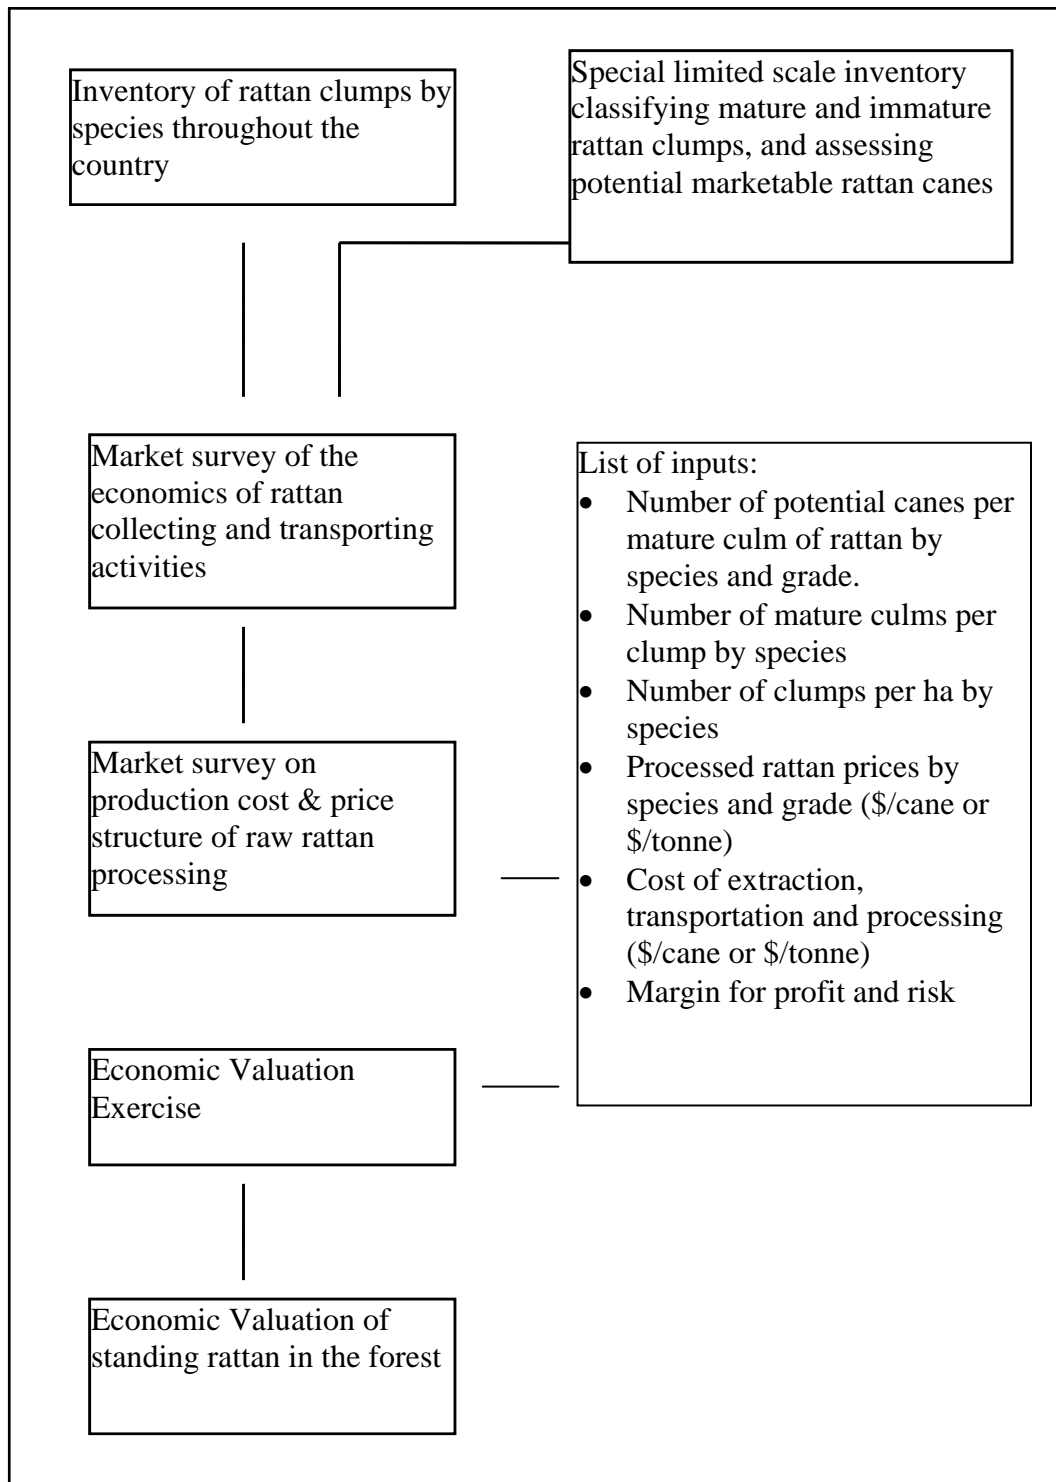 Inventory of rattan clumps by
species throughout the
country
Special limited scale inventory
classifying mature and immature
rattan clumps, and assessing
potential marketable rattan canes
Market survey of the
economics of rattan
collecting and transporting
activities
List of inputs:
• Number of potential canes per
mature culm of rattan by
species and grade.
• Number of mature culms per
clump by species
• Number of clumps per ha by
species
• Processed rattan prices by
species and grade ($/cane or
$/tonne)
• Cost of extraction,
transportation and processing
($/cane or $/tonne)
• Margin for profit and risk
Market survey on
production cost & price
structure of raw rattan
processing
Economic Valuation
Exercise
Economic Valuation of
standing rattan in the forest